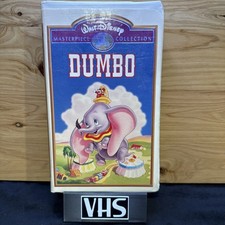 Walt Disney
MASTERPIECE COLLECTION
DUMBO
VHS